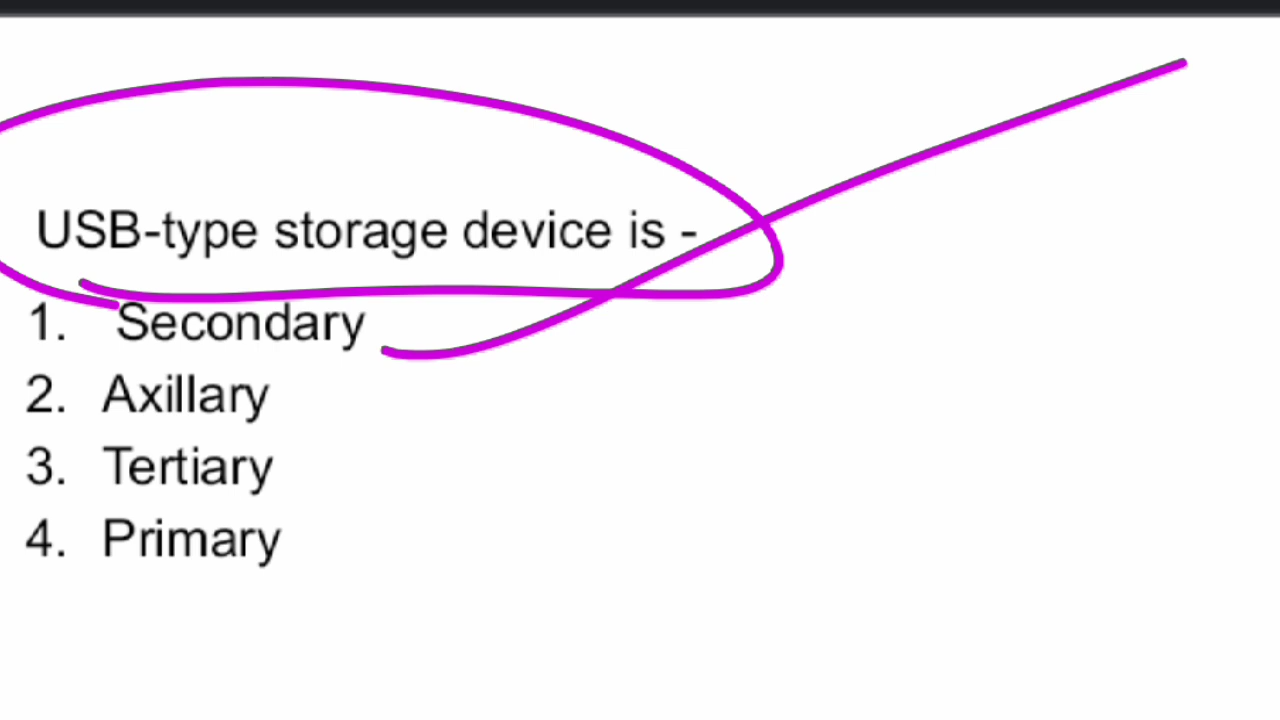 USB-type storage device is -
1. Secondary
2. Axillary
3. Tertiary
4. Primary